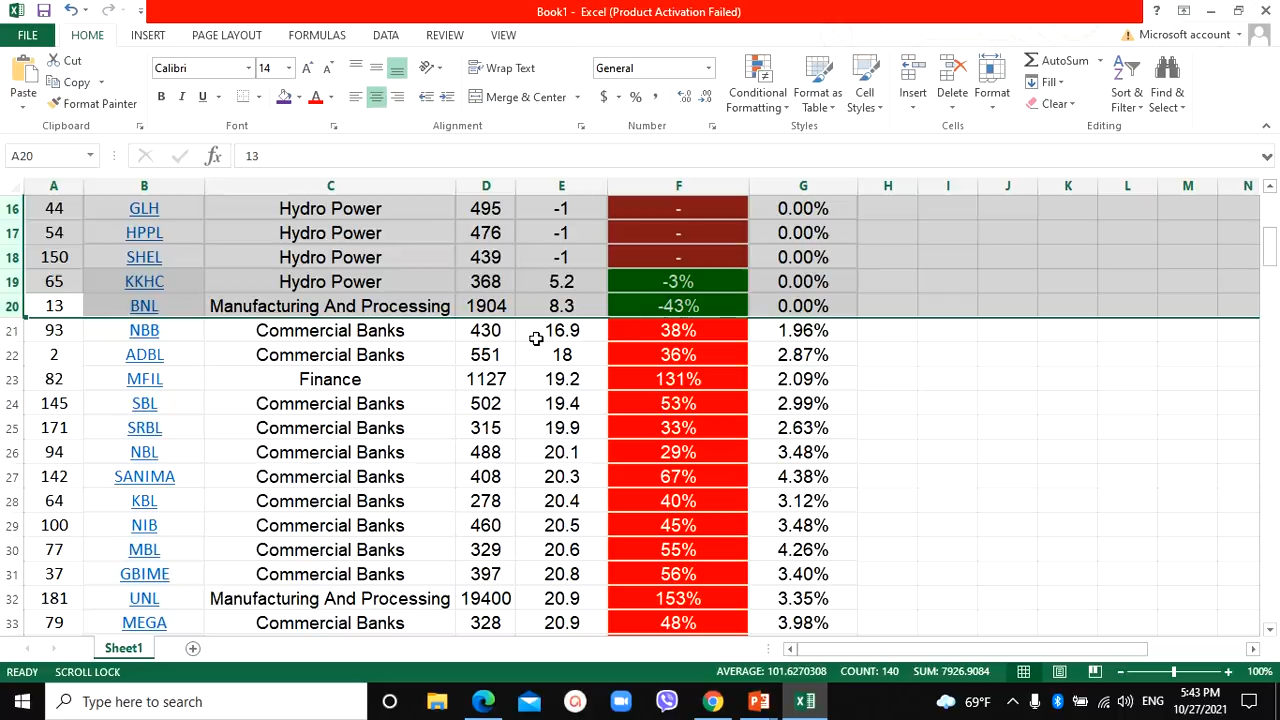 Book1 - Excel (Product Activation Failed)
FILE HOME INSERT PAGE LAYOUT FORMULAS DATA REVIEW VIEW Microsoft account
Cut Calibri 14 Wrap Text General AutoSum
Copy Fill
Paste Format Painter B I U Merge & Center $ % , Conditional Formatting Format as Table Cell Styles Insert Delete Format Clear Sort & Filter Find & Select
Clipboard Font Alignment Number Styles Cells Editing
A20 fx 13
A B C D E F G H I J K L M N
16 44 GLH Hydro Power 495 -1 - 0.00%
17 54 HPPL Hydro Power 476 -1 - 0.00%
18 150 SHEL Hydro Power 439 -1 - 0.00%
19 65 KKHC Hydro Power 368 5.2 -3% 0.00%
20 13 BNL Manufacturing And Processing 1904 8.3 -43% 0.00%
21 93 NBB Commercial Banks 430 16.9 38% 1.96%
22 2 ADBL Commercial Banks 551 18 36% 2.87%
23 82 MFIL Finance 1127 19.2 131% 2.09%
24 145 SBL Commercial Banks 502 19.4 53% 2.99%
25 171 SRBL Commercial Banks 315 19.9 33% 2.63%
26 94 NBL Commercial Banks 488 20.1 29% 3.48%
27 142 SANIMA Commercial Banks 408 20.3 67% 4.38%
28 64 KBL Commercial Banks 278 20.4 40% 3.12%
29 100 NIB Commercial Banks 460 20.5 45% 3.48%
30 77 MBL Commercial Banks 329 20.6 55% 4.26%
31 37 GBIME Commercial Banks 397 20.8 56% 3.40%
32 181 UNL Manufacturing And Processing 19400 20.9 153% 3.35%
33 79 MEGA Commercial Banks 328 20.9 48% 3.98%
Sheet1
READY SCROLL LOCK AVERAGE: 101.6270308 COUNT: 140 SUM: 7926.9084 100%
Type here to search 69°F ENG 5:43 PM
10/27/2021